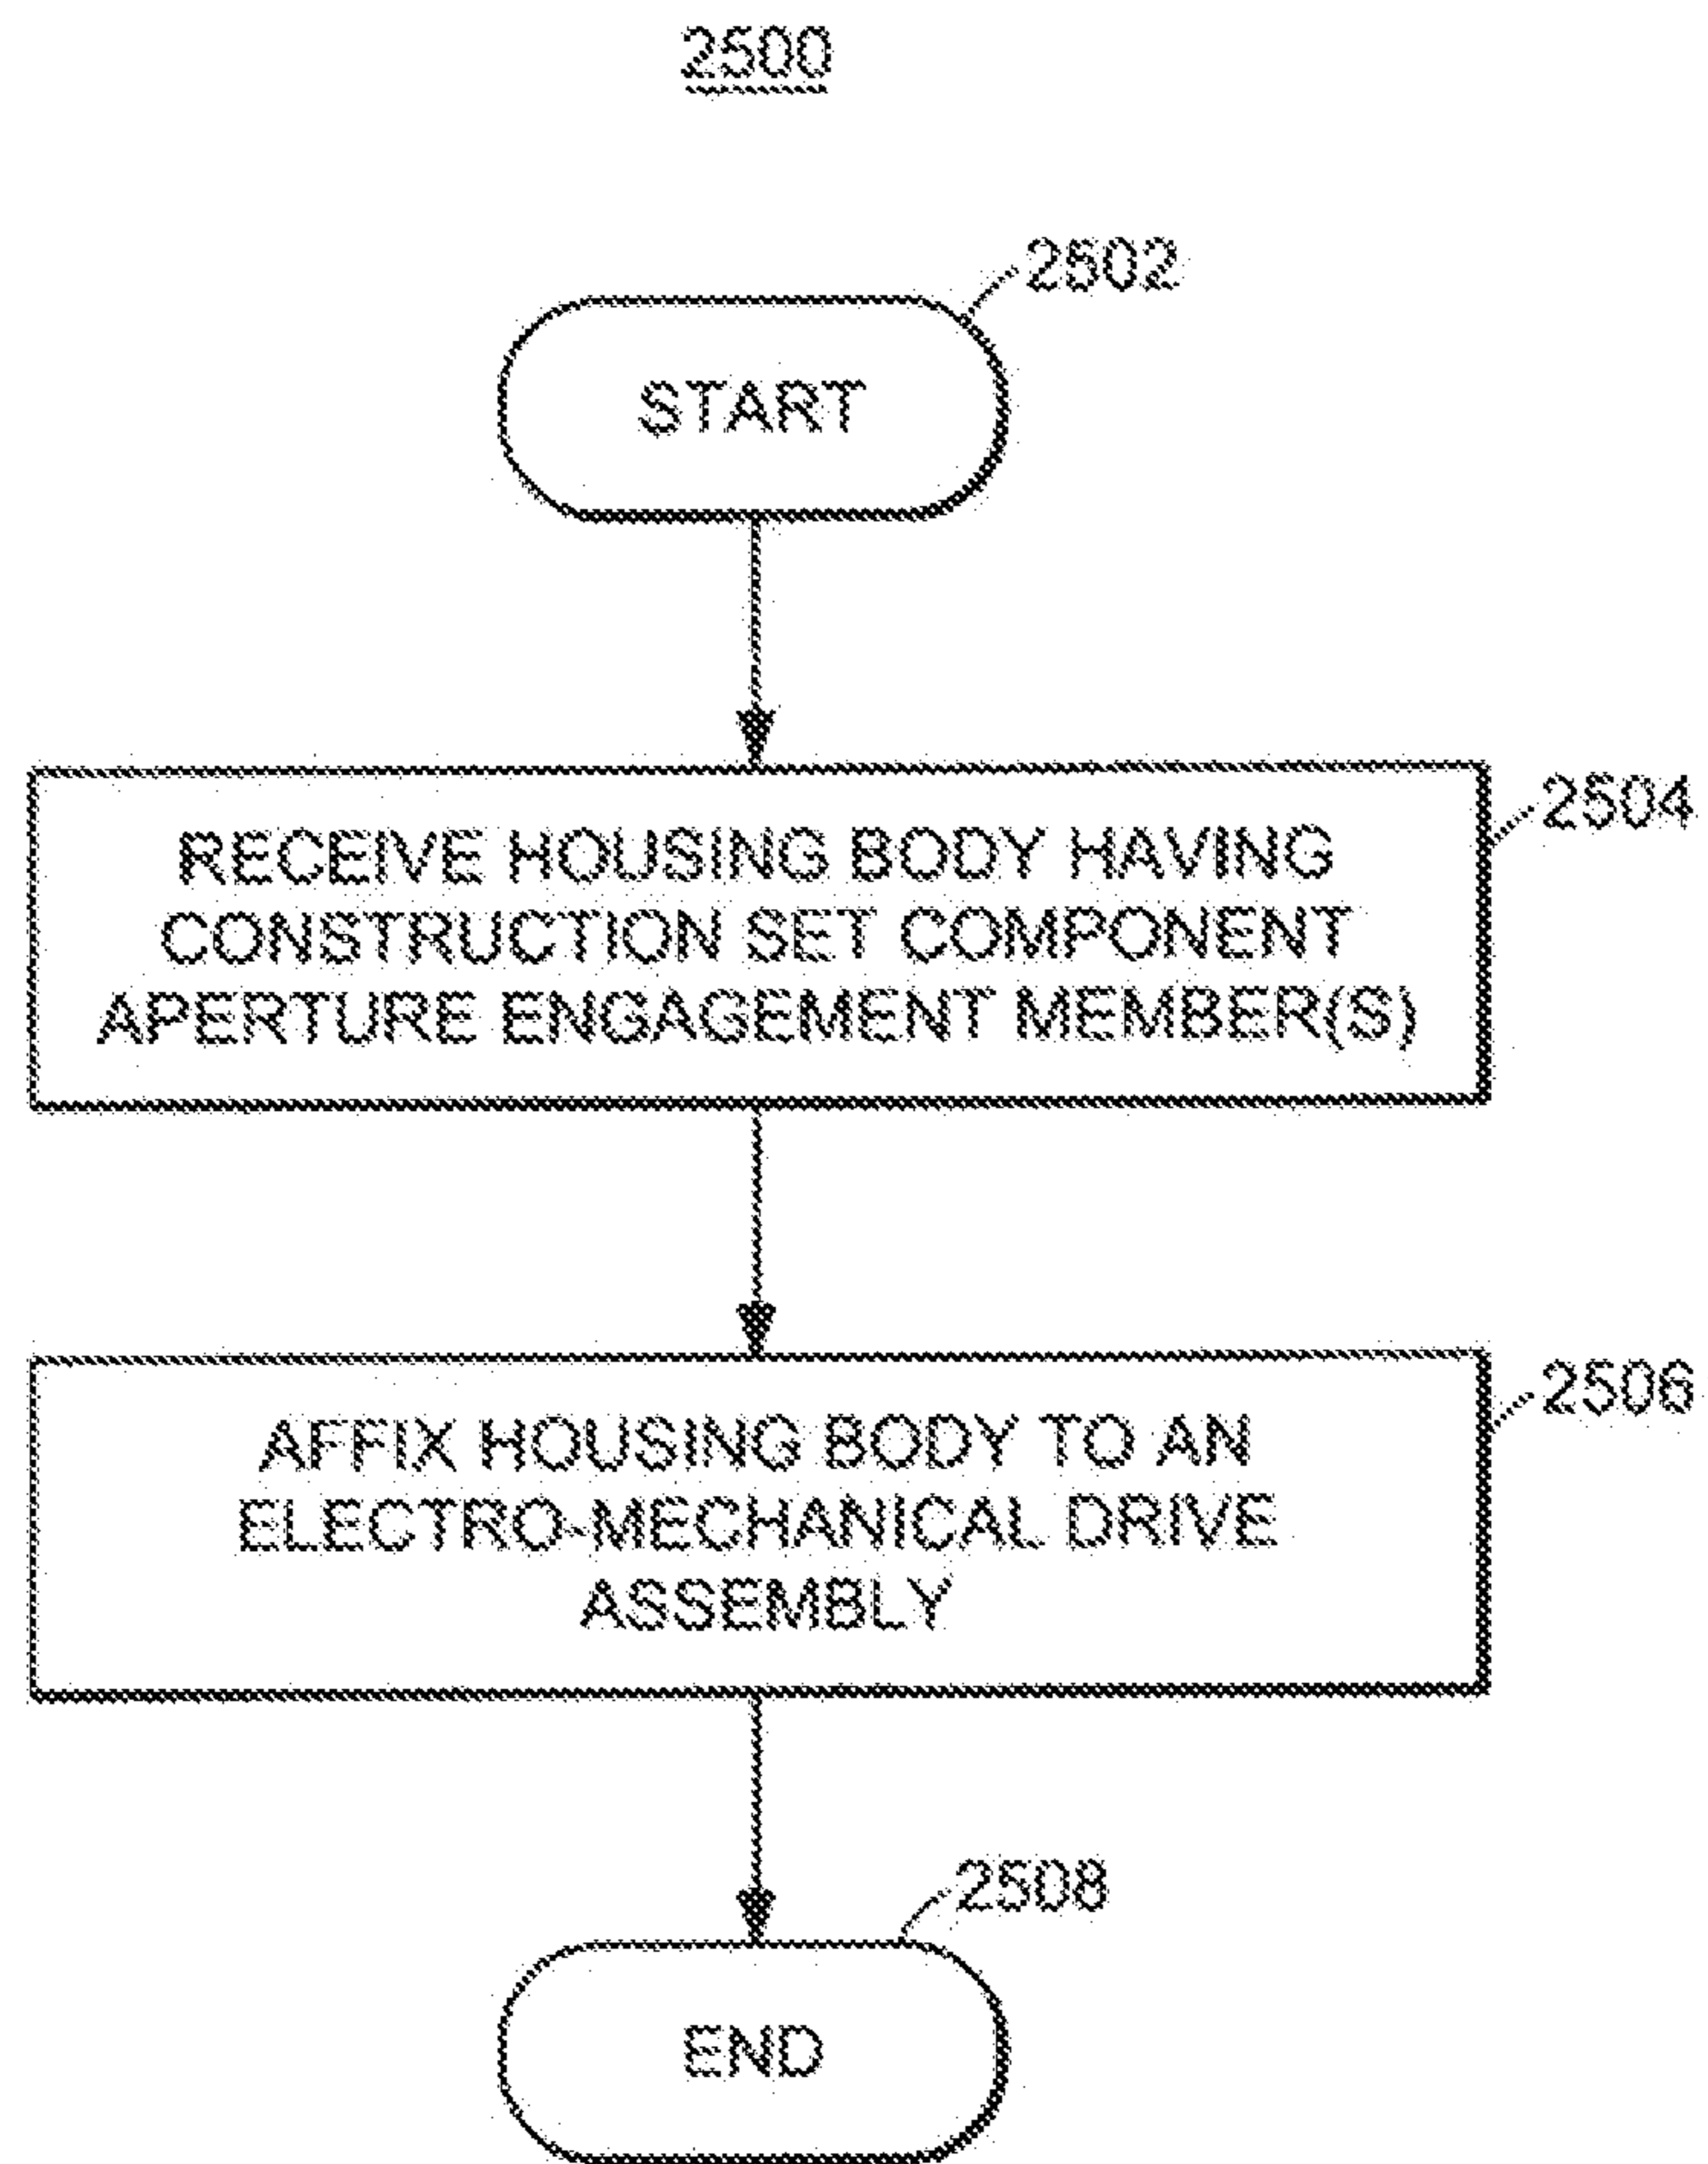 2500
2502
START
2504
RECEIVE HOUSING BODY HAVING
CONSTRUCTION SET COMPONENT
APERTURE ENGAGEMENT MEMBER(S)
2506
AFFIX HOUSING BODY TO AN
ELECTRO-MECHANICAL DRIVE
ASSEMBLY
2508
END